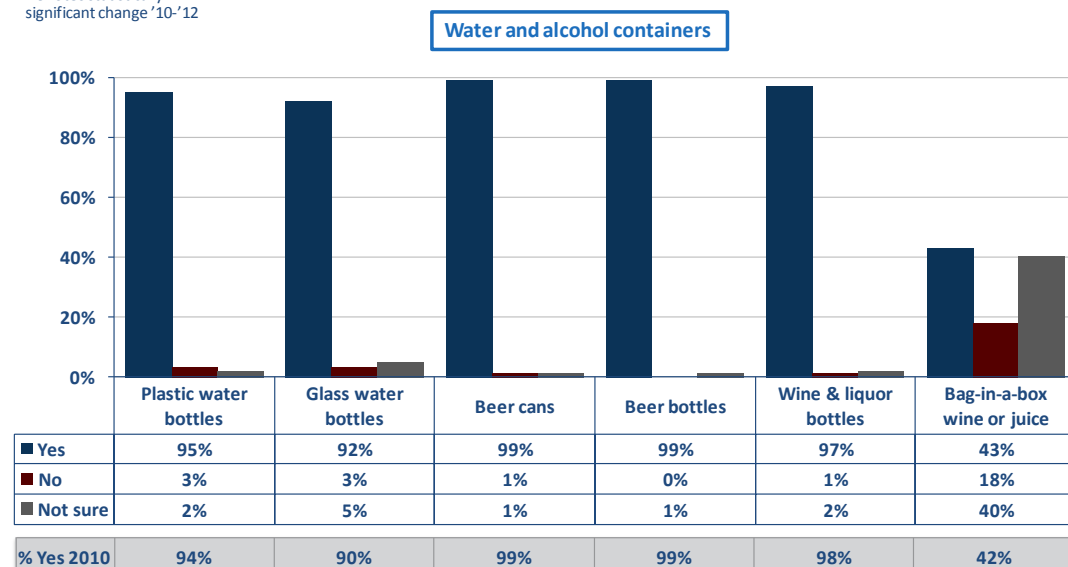 significant change '10-'12
Water and alcohol containers
100%
80%
60%
40%
20%
0%
Plastic water bottles Glass water bottles Beer cans Beer bottles Wine & liquor bottles Bag-in-a-box wine or juice
Yes 95% 92% 99% 99% 97% 43%
No 3% 3% 1% 0% 1% 18%
Not sure 2% 5% 1% 1% 2% 40%
% Yes 2010 94% 90% 99% 99% 98% 42%